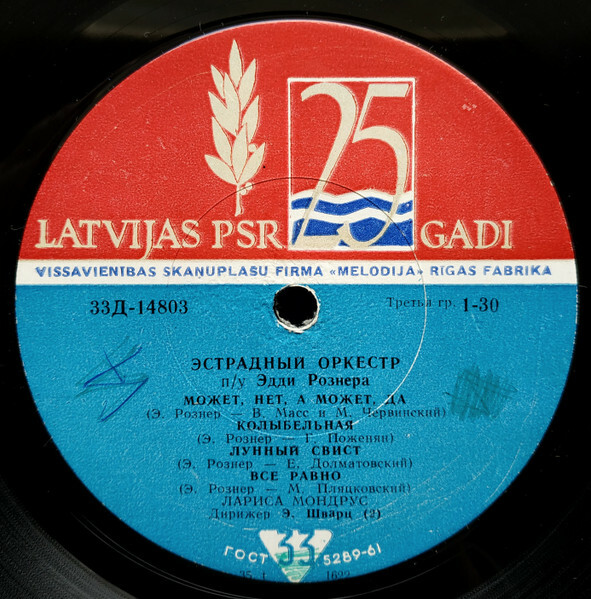 25
LATVIJAS PSR GADI
VISSAVIENĪBAS SKAŅUPLAŠU FIRMA «MELODIJA» RĪGAS FABRIKA
33Д-14803 Третья гр. 1-30
ЭСТРАДНЫЙ ОРКЕСТР
п/у Эдди Рознера
МОЖЕТ, НЕТ, А МОЖЕТ, ДА
(Э. Рознер — В. Масс и М. Червинский)
КОЛЫБЕЛЬНАЯ
(Э. Рознер — Г. Поженян)
ЛУННЫЙ СВИСТ
(Э. Рознер — Е. Долматовский)
ВСЕ РАВНО
(Э. Рознер — М. Пляцковский)
ЛАРИСА МОНДРУС
Дирижер Э. Шварц (2)
ГОСТ 33 5289-61